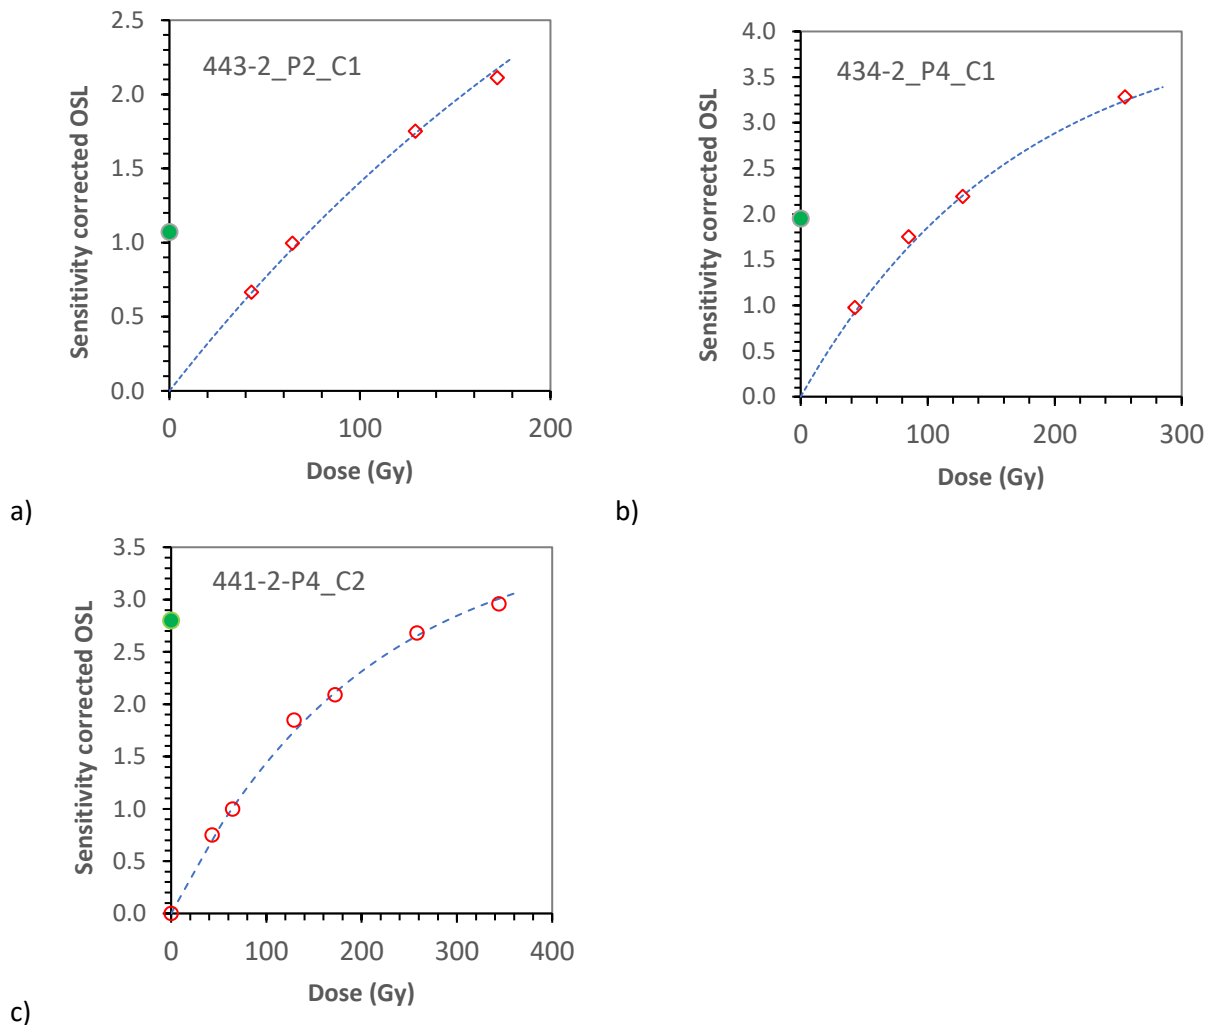 2.5
2.0
1.5
1.0
0.5
0.0
Sensitivity corrected OSL
443-2_P2_C1
0 100 200
Dose (Gy)
a)
4.0
3.5
3.0
2.5
2.0
1.5
1.0
0.5
0.0
Sensitivity corrected OSL
434-2_P4_C1
0 100 200 300
Dose (Gy)
b)
3.5
3.0
2.5
2.0
1.5
1.0
0.5
0.0
Sensitivity corrected OSL
441-2-P4_C2
0 100 200 300 400
Dose (Gy)
c)